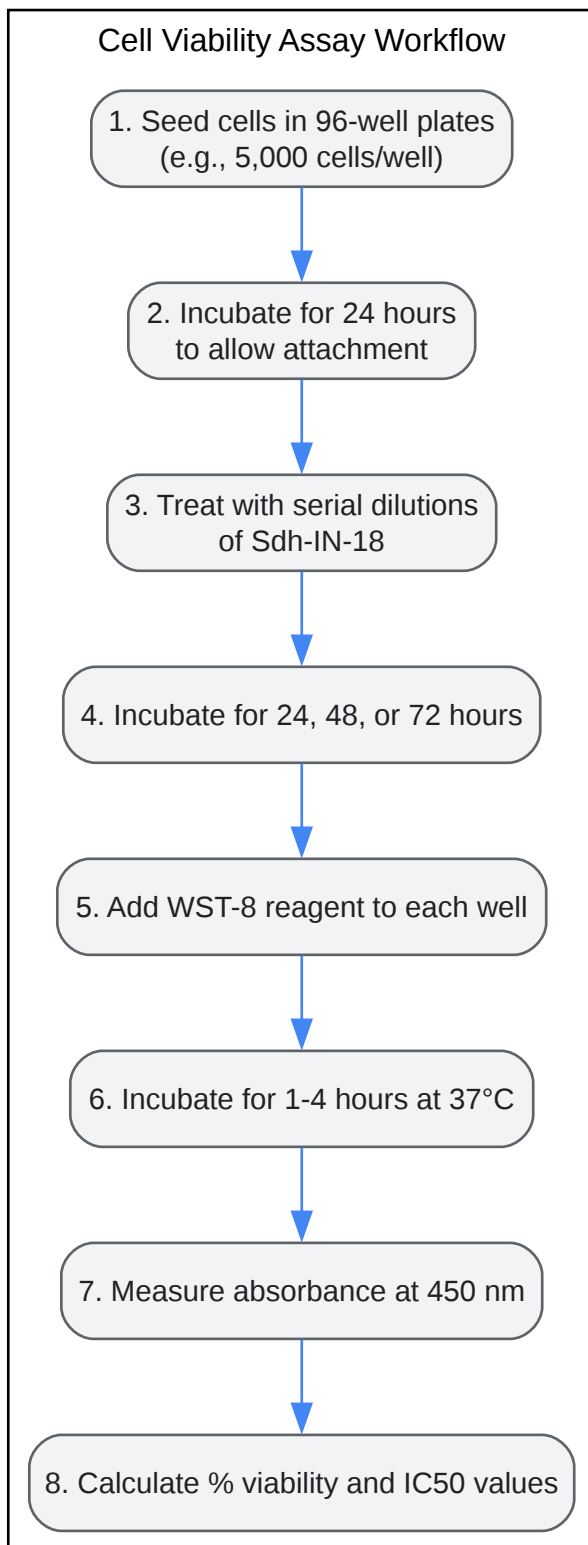 Cell Viability Assay Workflow
1. Seed cells in 96-well plates
(e.g., 5,000 cells/well)
2. Incubate for 24 hours
to allow attachment
3. Treat with serial dilutions
of Sdh-IN-18
4. Incubate for 24, 48, or 72 hours
5. Add WST-8 reagent to each well
6. Incubate for 1-4 hours at 37°C
7. Measure absorbance at 450 nm
8. Calculate % viability and IC50 values